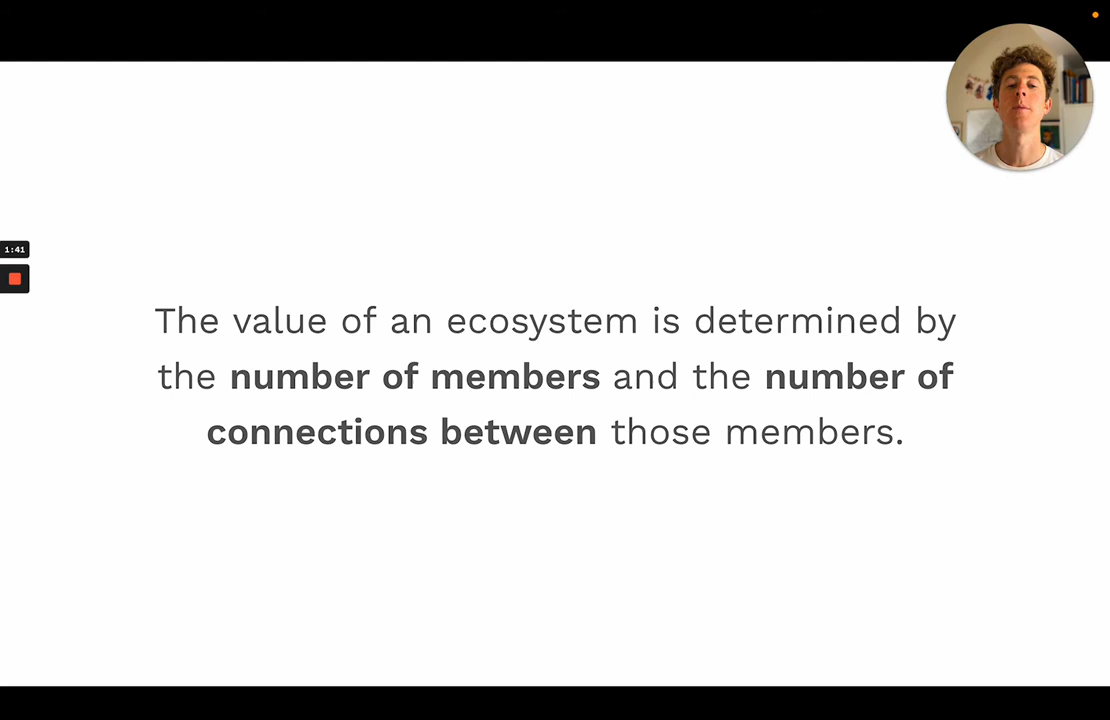 1:41
The value of an ecosystem is determined by
the number of members and the number of
connections between those members.